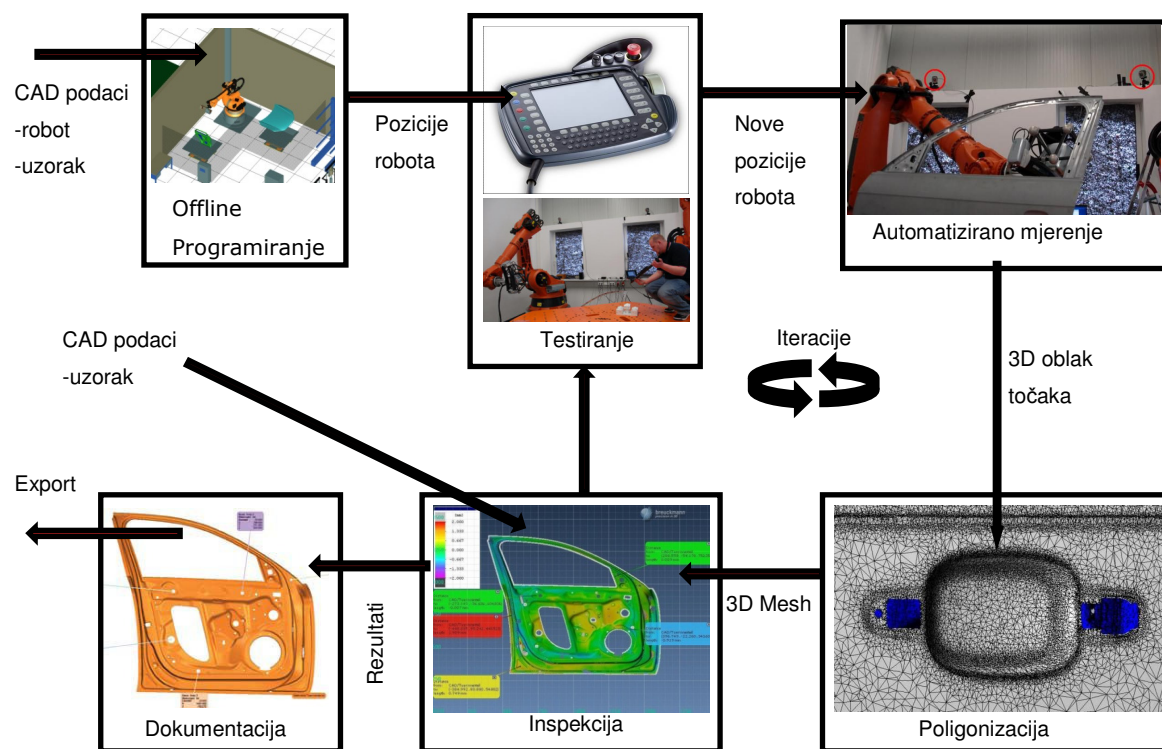 CAD podaci
-robot
-uzorak
Offline
Programiranje
Pozicije
robota
Testiranje
Nove
pozicije
robota
Automatizirano mjerenje
CAD podaci
-uzorak
Iteracije
3D oblak
točaka
Export
Dokumentacija
Rezultati
breuckmann
Inspekcija
3D Mesh
Poligonizacija